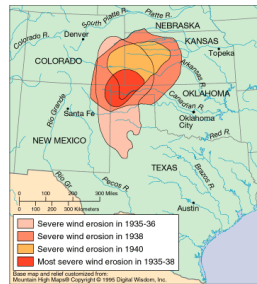 South Platte R.
Platte R.
NEBRASKA
Colorado R.
Denver
KANSAS
Topeka
COLORADO
Arkansas R.
OKLAHOMA
Canadian R.
Rio Grande
Santa Fe
Oklahoma
City
Red R.
NEW MEXICO
TEXAS
Brazos R.
Rio Gr.
Pecos R.
0 100 200 300 Miles
0 100 200 300 Kilometers
Austin
Severe wind erosion in 1935-36
Severe wind erosion in 1938
Severe wind erosion in 1940
Most severe wind erosion in 1935-38
Base map and relief customized from:
Mountain High Maps® Copyright © 1995 Digital Wisdom, Inc.